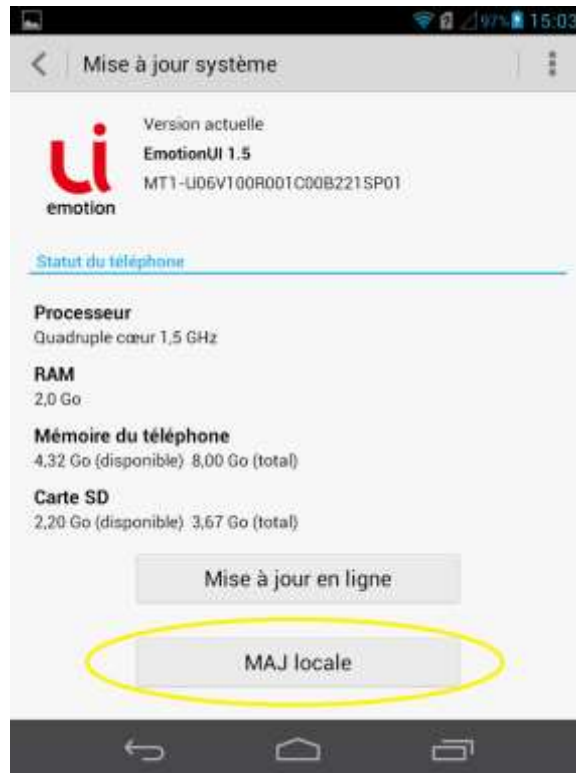 97% 15:03
Mise à jour système
Version actuelle
EmotionUI 1.5
MT1-U06V100R001C00B221SP01
ui
emotion
Statut du téléphone
Processeur
Quadruple cœur 1,5 GHz
RAM
2,0 Go
Mémoire du téléphone
4,32 Go (disponible) 8,00 Go (total)
Carte SD
2,20 Go (disponible) 3,67 Go (total)
Mise à jour en ligne
MAJ locale